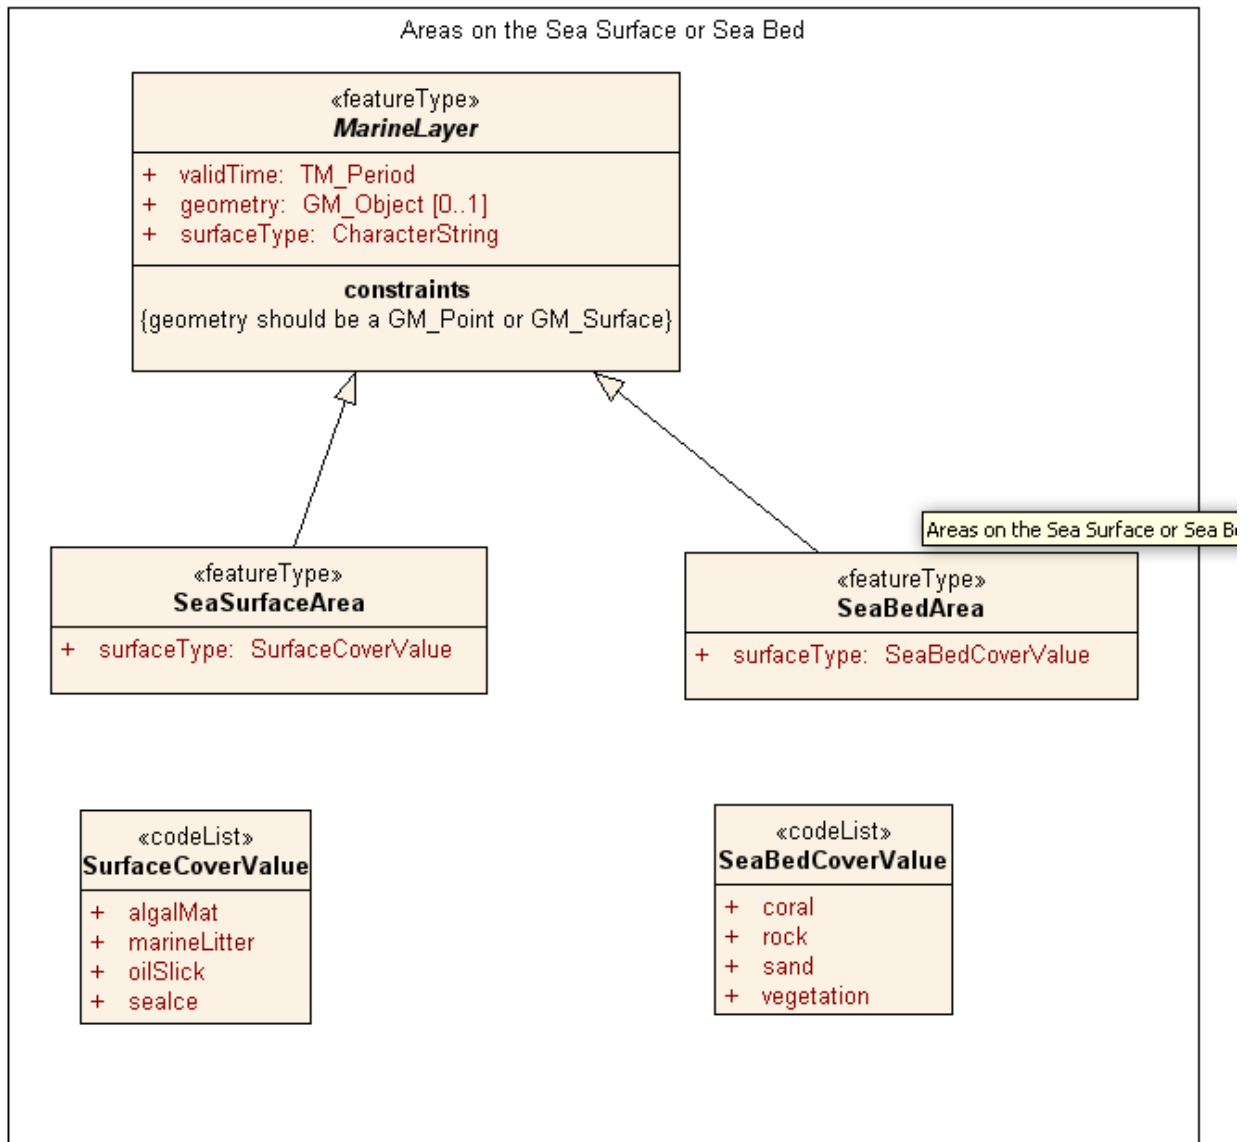 Areas on the Sea Surface or Sea Bed
«featureType»
MarineLayer
+ validTime: TM_Period
+ geometry: GM_Object [0..1]
+ surfaceType: CharacterString
constraints
{geometry should be a GM_Point or GM_Surface}
Areas on the Sea Surface or Sea Be
«featureType»
SeaSurfaceArea
+ surfaceType: SurfaceCoverValue
«featureType»
SeaBedArea
+ surfaceType: SeaBedCoverValue
«codeList»
SurfaceCoverValue
+ algalMat
+ marineLitter
+ oilSlick
+ seaIce
«codeList»
SeaBedCoverValue
+ coral
+ rock
+ sand
+ vegetation